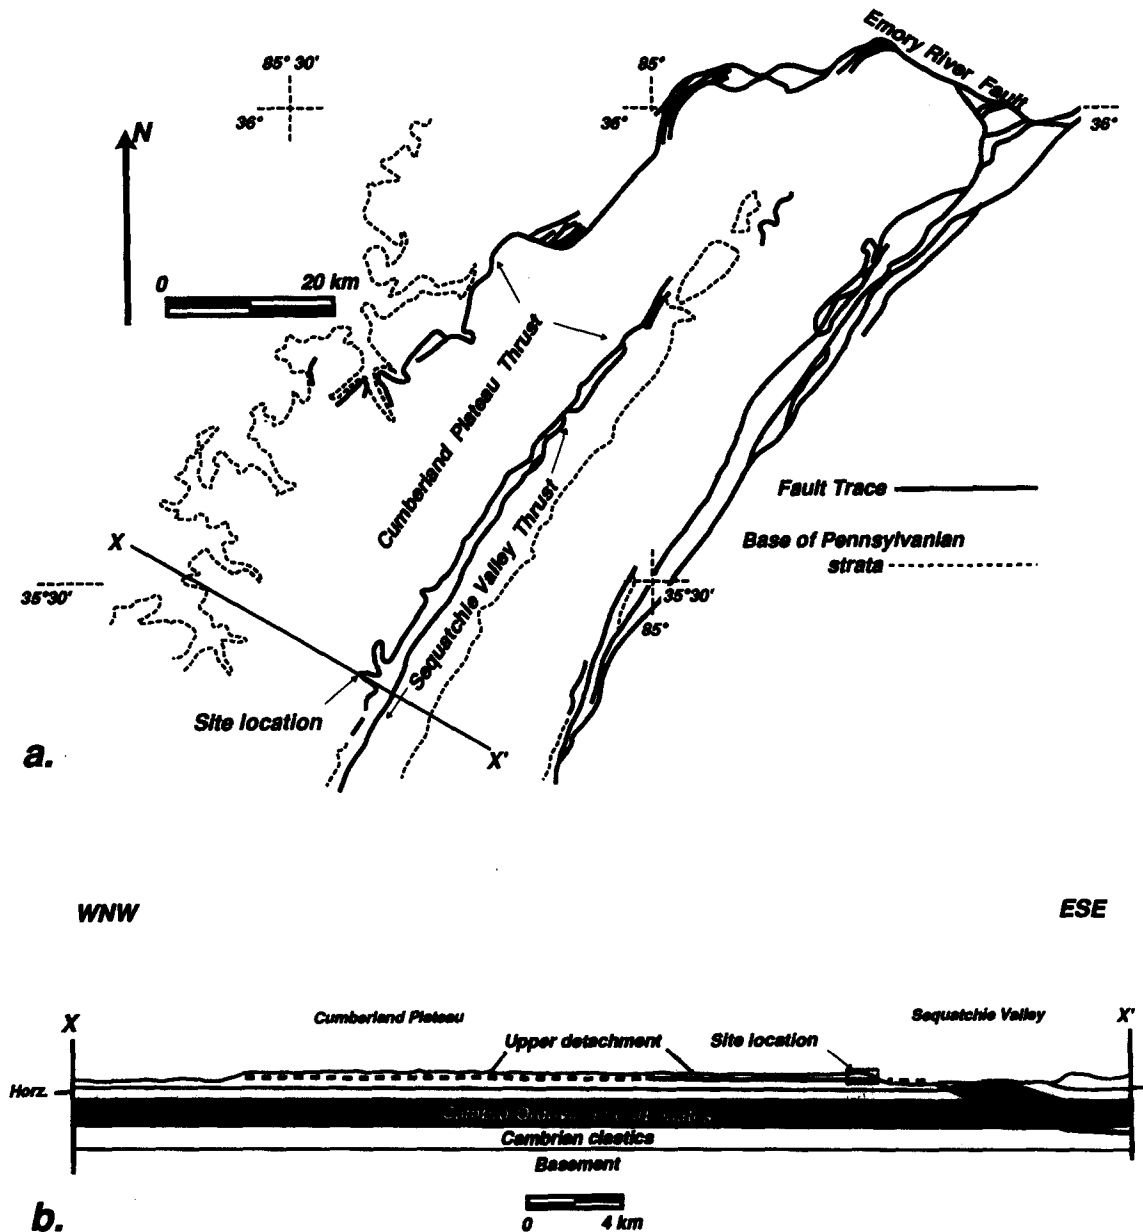 Emory River Fault
85° 30'
85°
36°
36°
36°
N
0 20 km
Cumberland Plateau Thrust
Sequatchie Valley Thrust
Fault Trace
Base of Pennsylvanian
strata
X
35°30'
35°30'
85°
Site location
X'
a.
WNW
ESE
X
Cumberland Plateau
Sequatchie Valley
X'
Upper detachment
Site location
Horz.
Cambrian clastics
Basement
b.
0 4 km